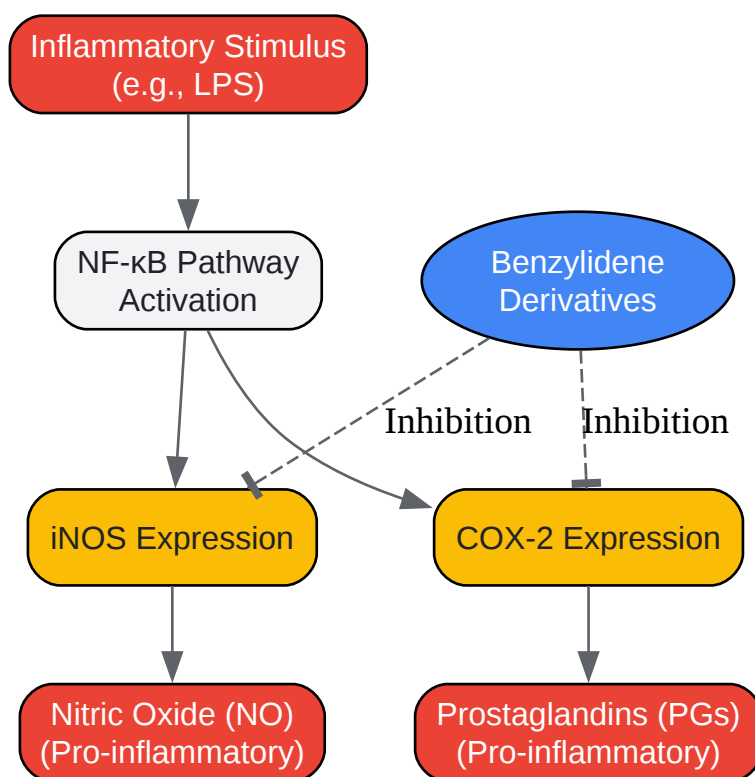 Inflammatory Stimulus
(e.g., LPS)
NF-κB Pathway
Activation
Benzylidene
Derivatives
Inhibition
Inhibition
iNOS Expression
COX-2 Expression
Nitric Oxide (NO)
(Pro-inflammatory)
Prostaglandins (PGs)
(Pro-inflammatory)